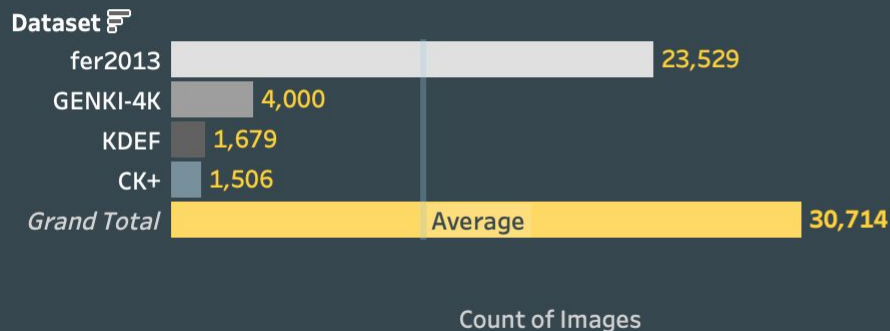 Dataset
fer2013 23,529
GENKI-4K 4,000
KDEF 1,679
CK+ 1,506
Grand Total Average 30,714
Count of Images